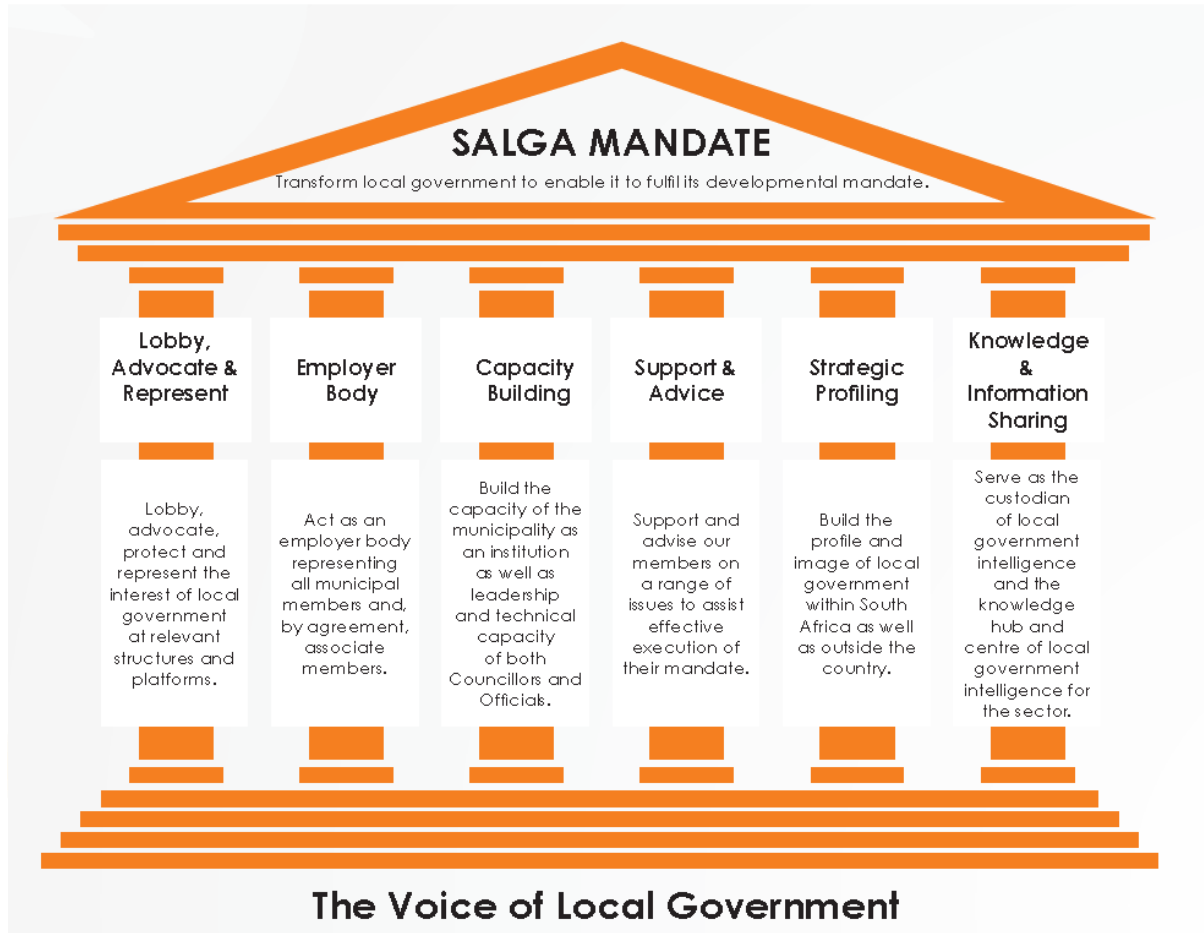 SALGA MANDATE
Transform local government to enable it to fulfil its developmental mandate.
Lobby,
Advocate &
Represent
Lobby,
advocate,
protect and
represent the
interest of local
government
at relevant
structures and
platforms.
Employer
Body
Act as an
employer body
representing
all municipal
members and,
by agreement,
associate
members.
Capacity
Building
Build the
capacity of the
municipality as
an institution
as well as
leadership
and technical
capacity
of both
Councillors and
Officials.
Support &
Advice
Support and
advise our
members on
a range of
issues to assist
effective
execution of
their mandate.
Strategic
Profiling
Build the
profile and
image of local
government
within South
Africa as well
as outside the
country.
Knowledge
&
Information
Sharing
Serve as the
custodian
of local
government
intelligence
and the
knowledge
hub and
centre of local
government
intelligence for
the sector.
The Voice of Local Government